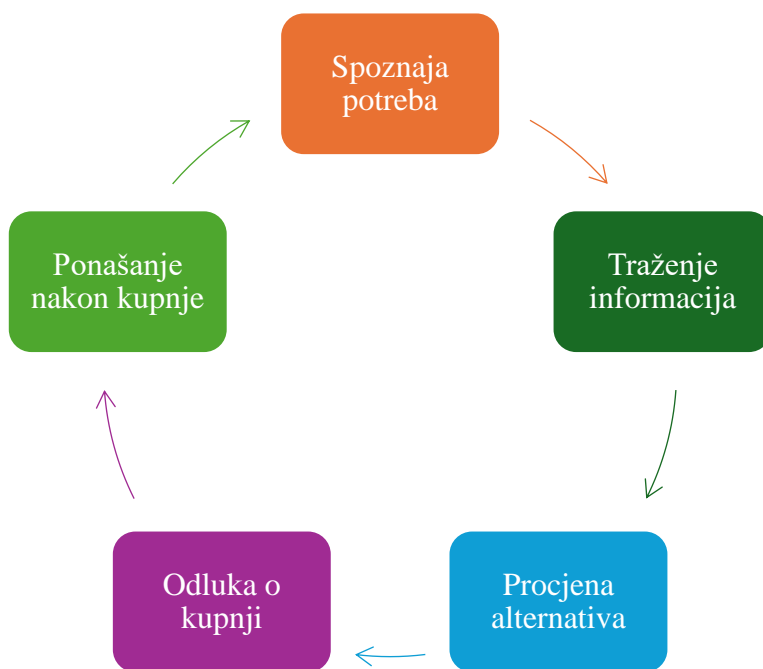 Spoznaja
potreba
Traženje
informacija
Procjena
alternativa
Odluka o
kupnji
Ponašanje
nakon kupnje